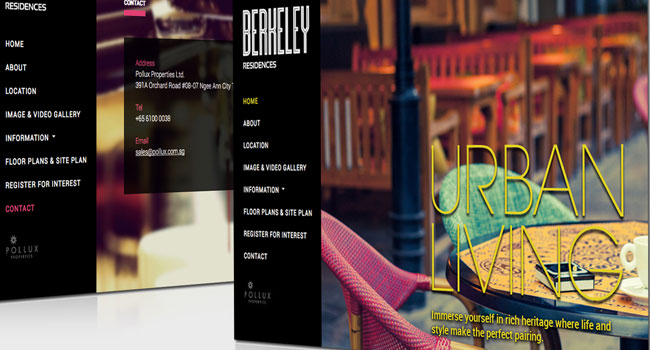 RESIDENCES
HOME
ABOUT
LOCATION
IMAGE & VIDEO GALLERY
INFORMATION
FLOOR PLANS & SITE PLAN
REGISTER FOR INTEREST
CONTACT
POLLUX
PROPERTIES
CONTACT
Address
Pollux Properties Ltd.
391A Orchard Road #08-07 Ngee Ann City T
Tel
+65 6100 0038
Email
sales@pollux.com.sg
BERKELEY
RESIDENCES
HOME
ABOUT
LOCATION
IMAGE & VIDEO GALLERY
INFORMATION
FLOOR PLANS & SITE PLAN
REGISTER FOR INTEREST
CONTACT
POLLUX
PROPERTIES
URBAN
LIVING
Immerse yourself in rich heritage where life and
style make the perfect pairing.